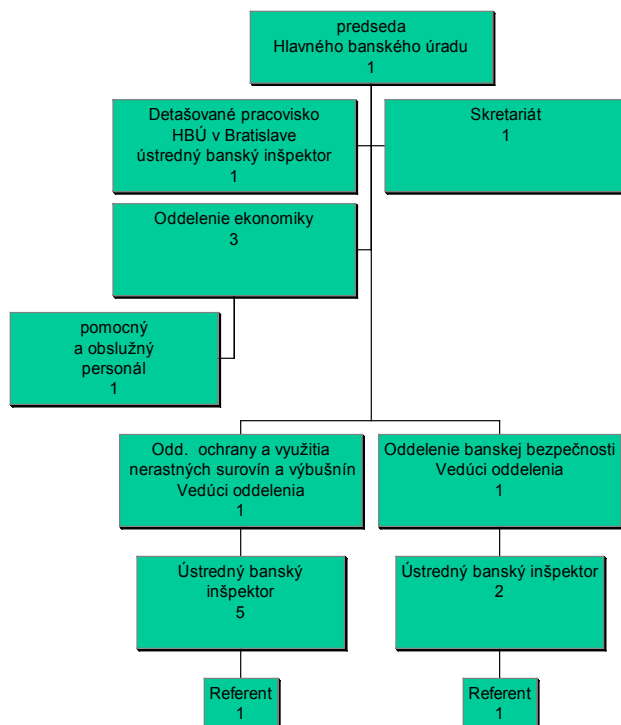 predseda
Hlavného banského úradu
1
Detašované pracovisko
HBÚ v Bratislave
ústredný banský inšpektor
1
Skretariát
1
Oddelenie ekonomiky
3
pomocný
a obslužný
personál
1
Odd. ochrany a využitia
nerastných surovín a výbušnín
Vedúci oddelenia
1
Oddelenie banskej bezpečnosti
Vedúci oddelenia
1
Ústredný banský
inšpektor
5
Ústredný banský inšpektor
2
Referent
1
Referent
1